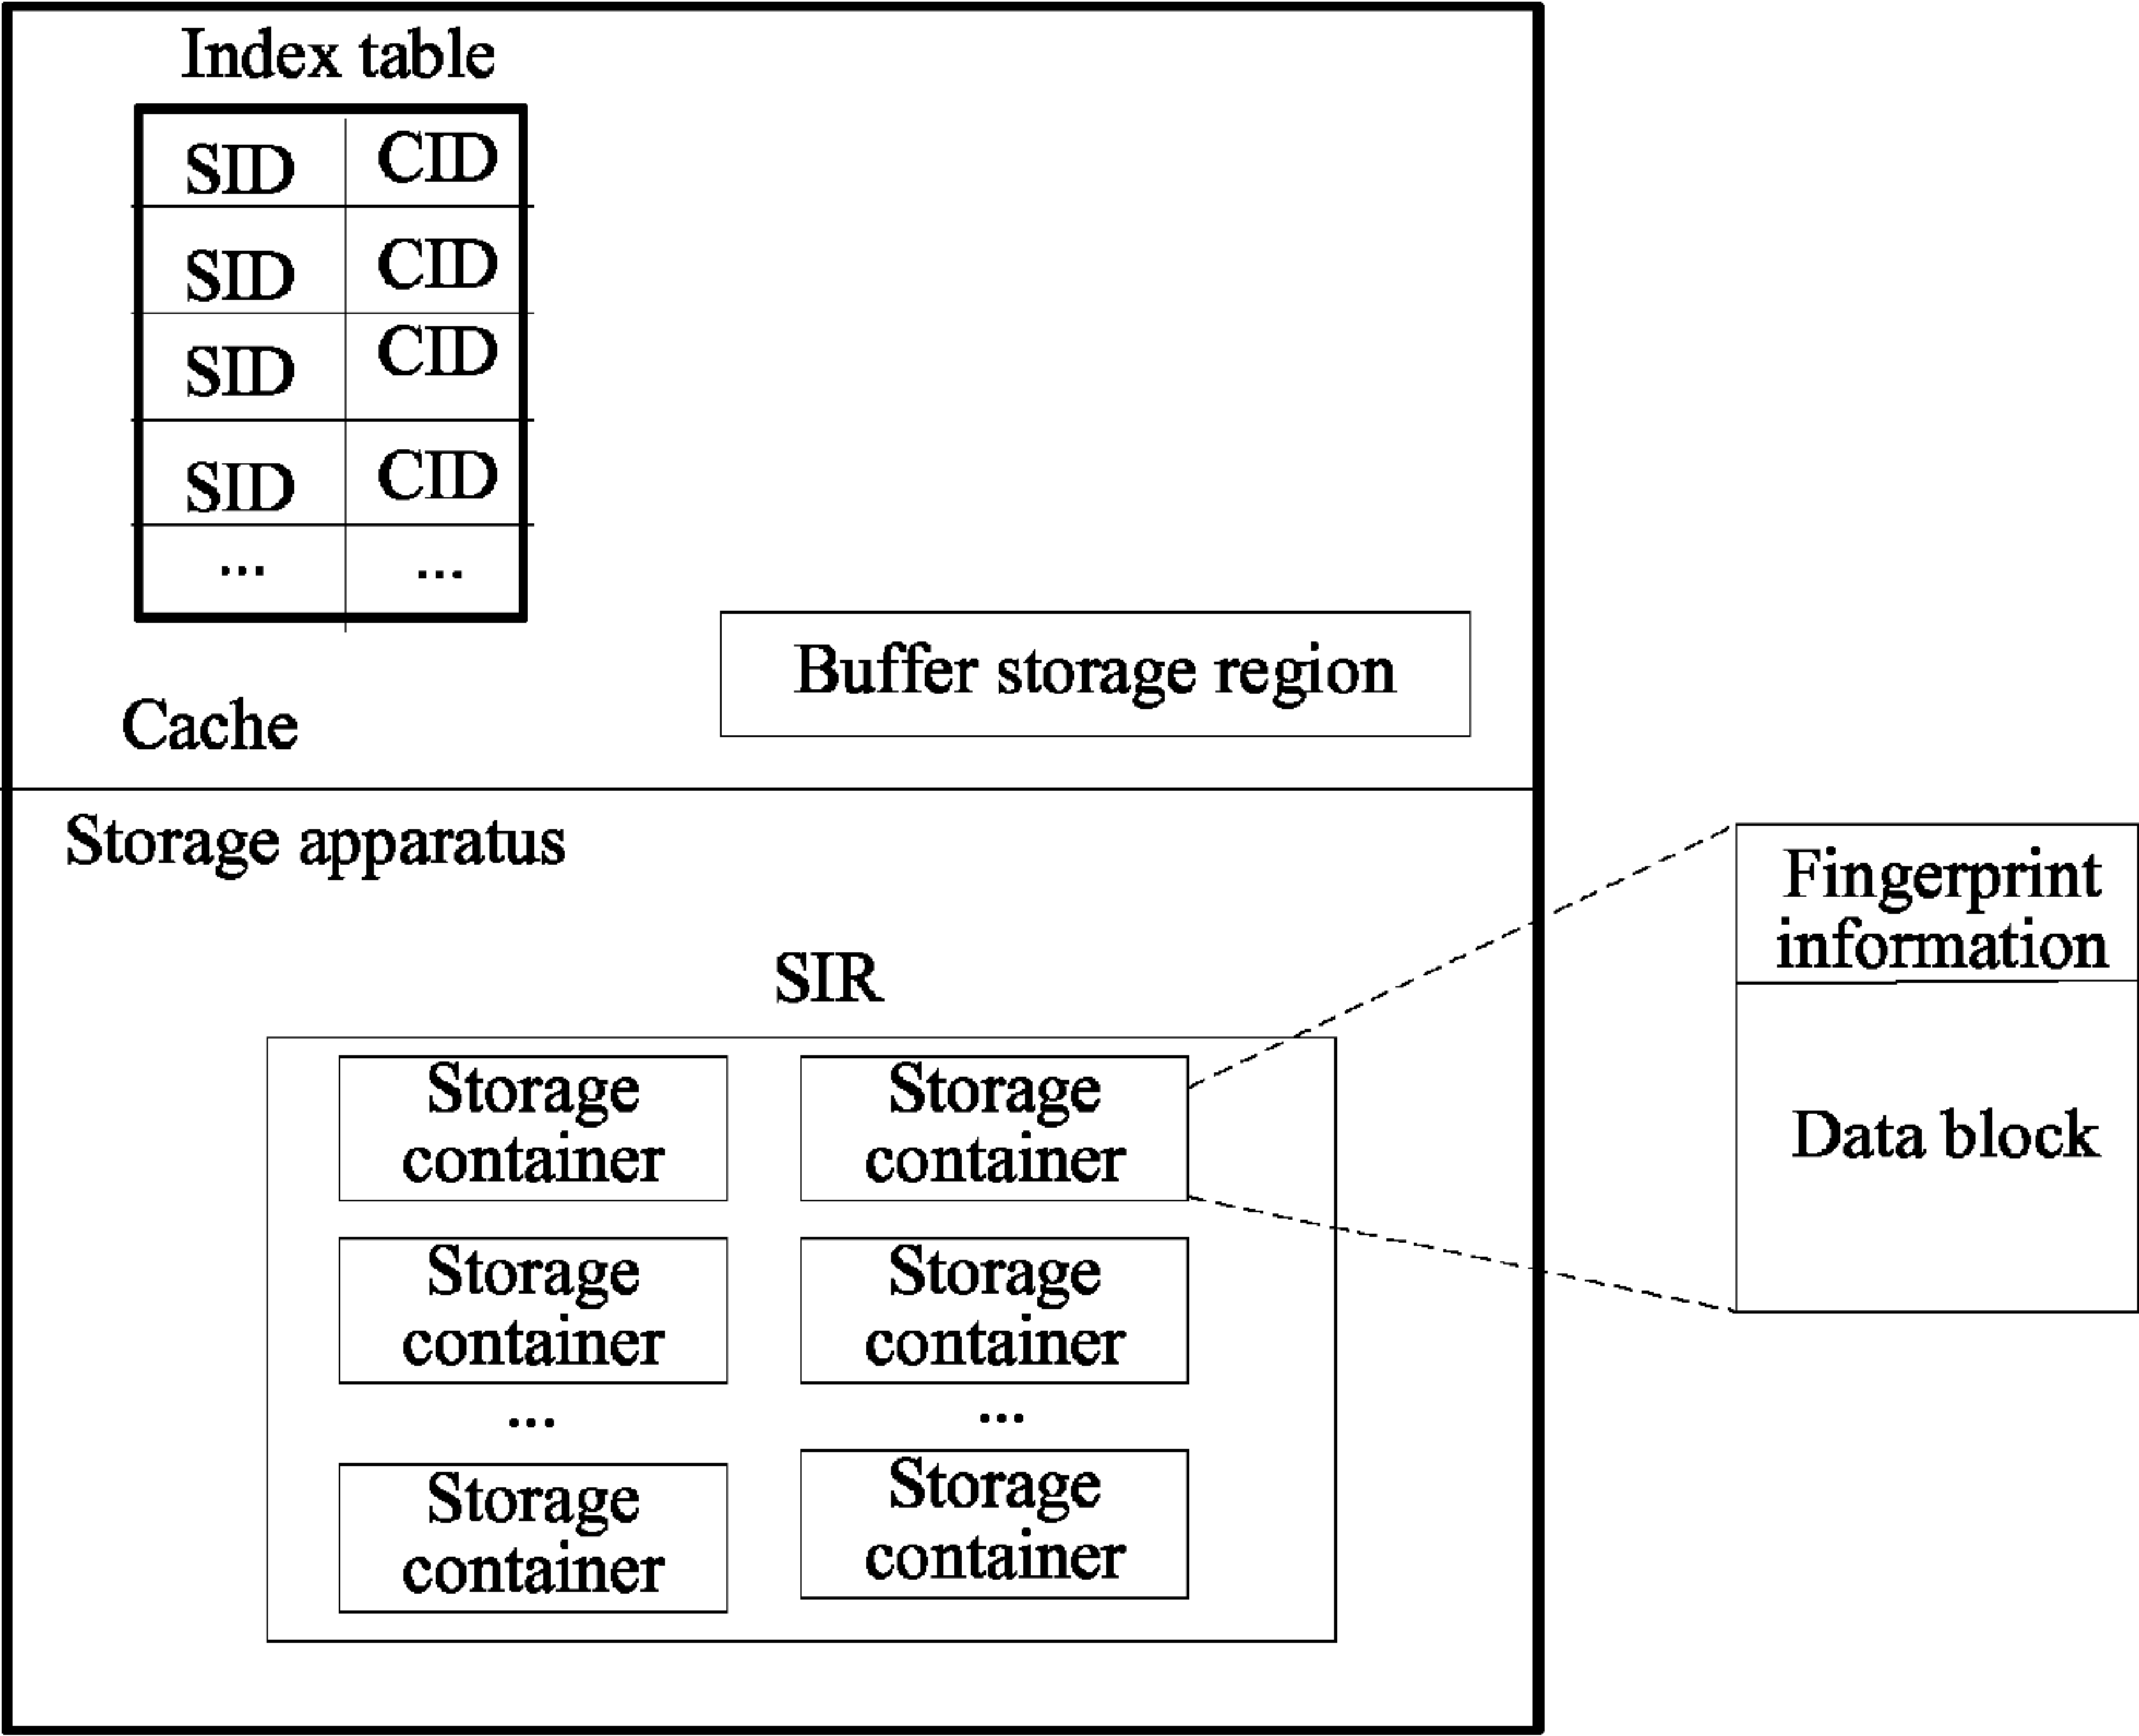 Index table
SID CID
SID CID
SID CID
SID CID
... ...
Buffer storage region
Cache
Storage apparatus
SIR
Storage Storage
container container
Storage Storage
container container
... ...
Storage Storage
container container
Fingerprint
information
Data block